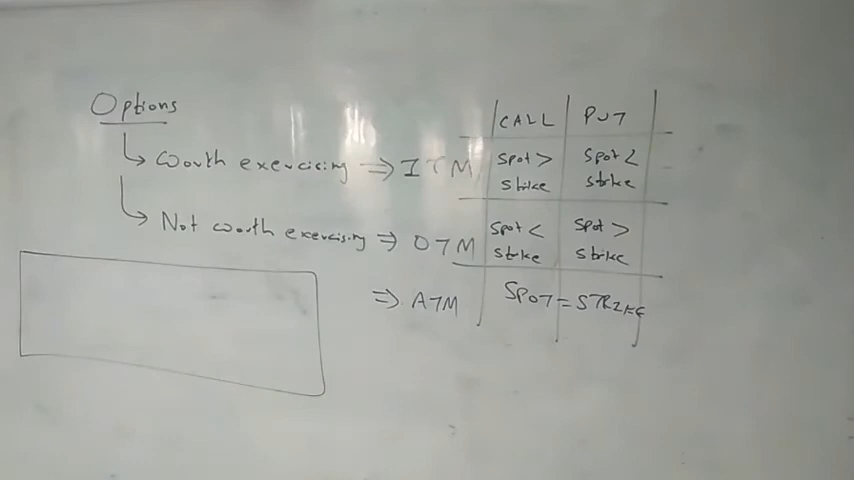 Options
CALL PUT
Worth exercising ⇒ ITM Spot > Strike Spot < Strike
Not worth exercising ⇒ OTM Spot < Strike Spot > Strike
⇒ ATM SPOT = STRIKE